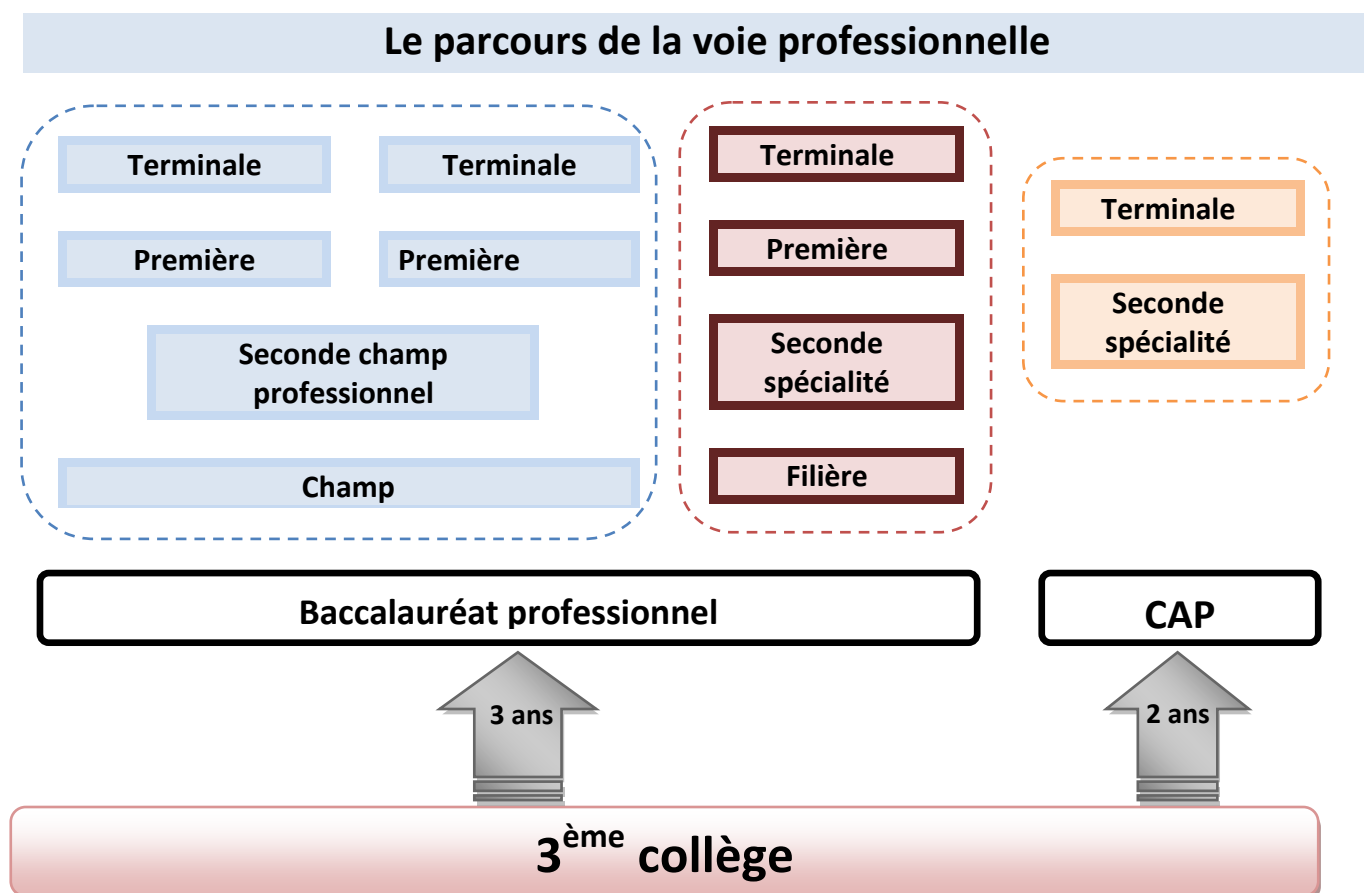 Le parcours de la voie professionnelle
Terminale
Terminale
Première
Première
Seconde champ
professionnel
Champ
Terminale
Première
Seconde
spécialité
Filière
Terminale
Seconde
spécialité
Baccalauréat professionnel
CAP
3 ans
2 ans
3ème collège